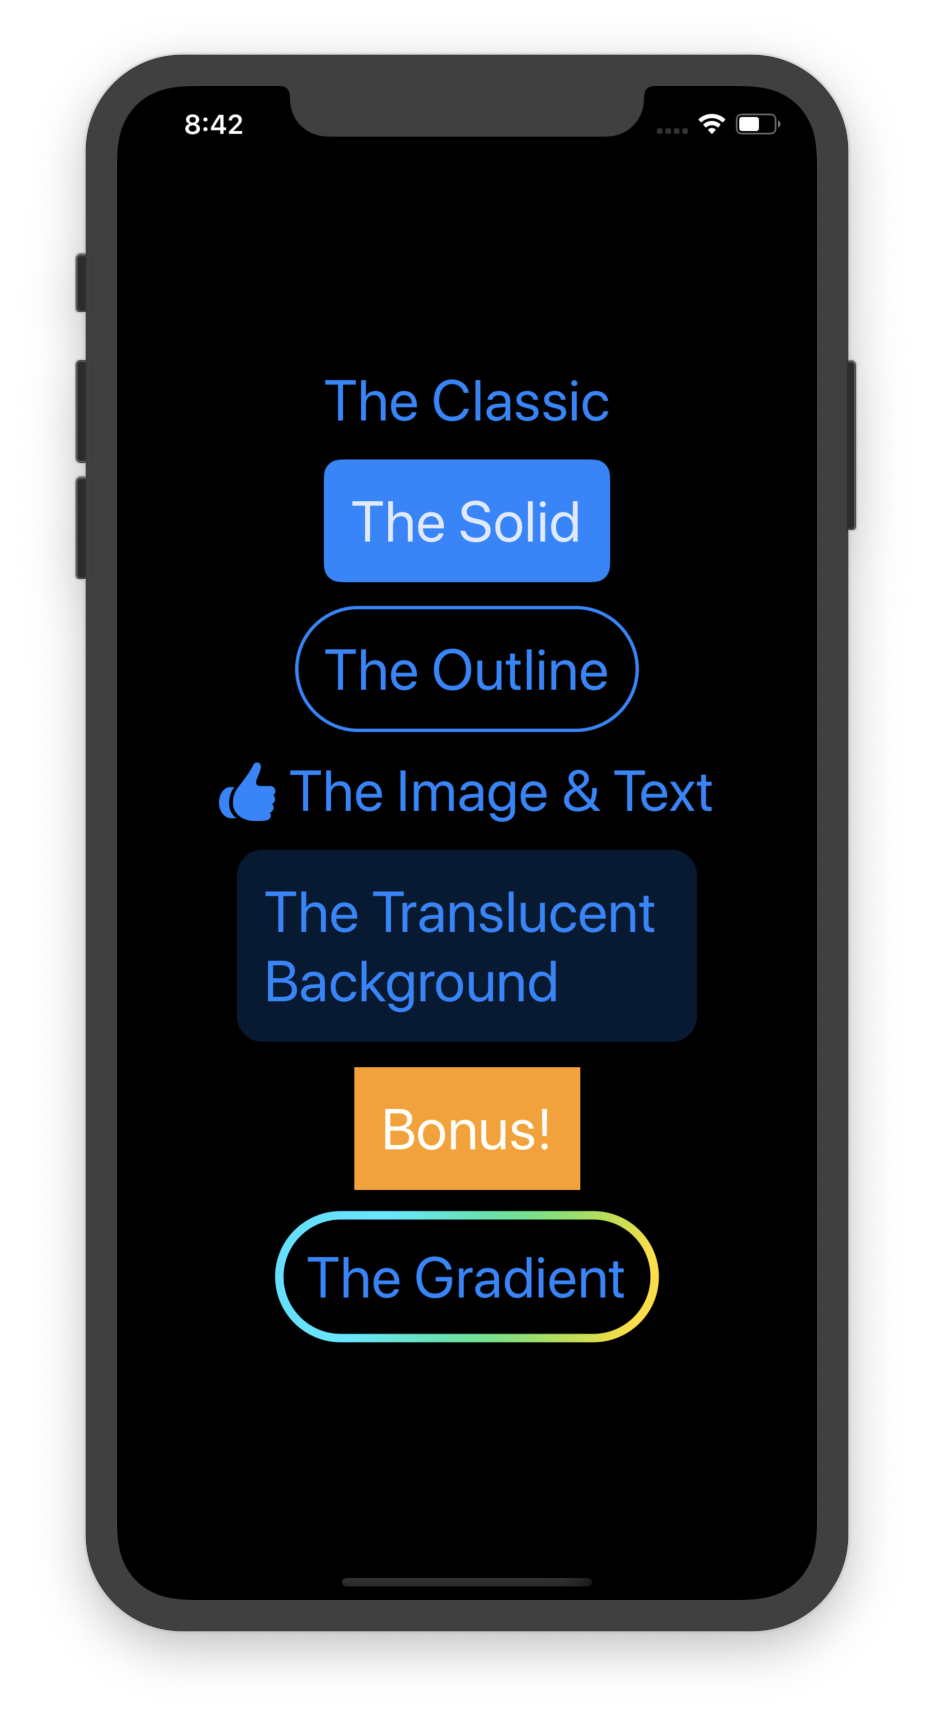 8:42
The Classic
The Solid
The Outline
The Image & Text
The Translucent
Background
Bonus!
The Gradient